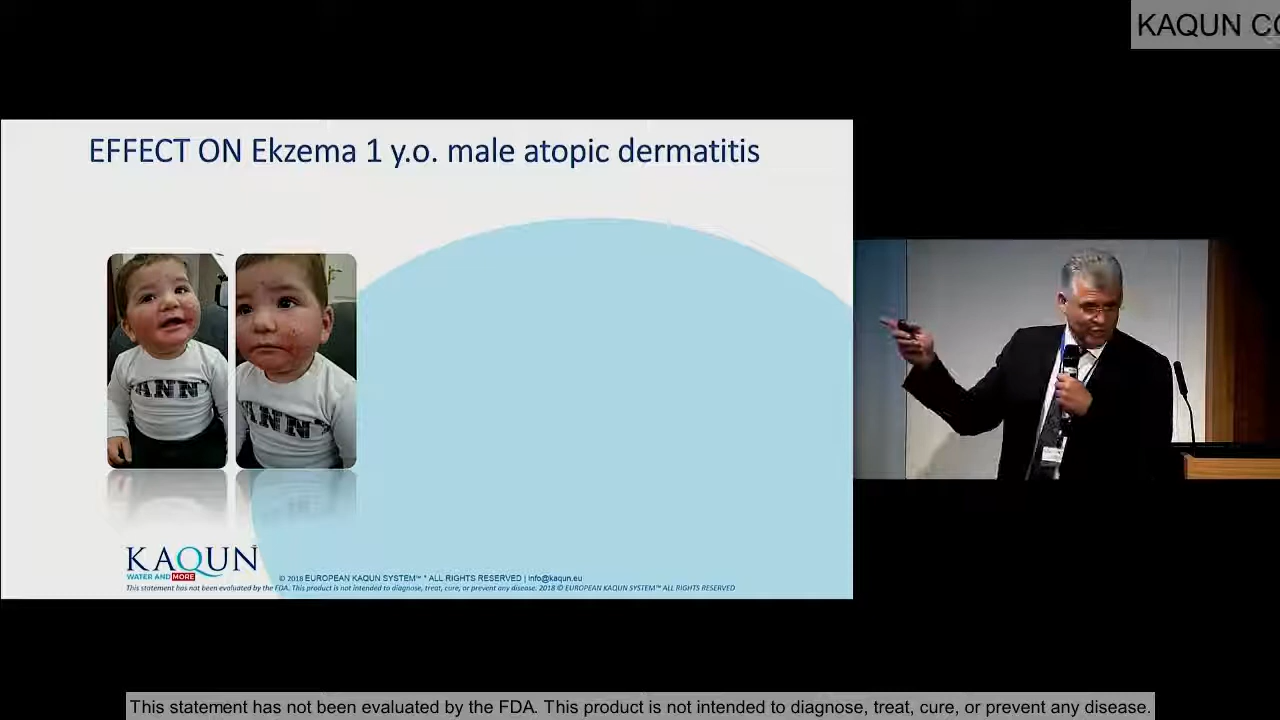 KAQUN CO
EFFECT ON Ekzema 1 y.o. male atopic dermatitis
ANN
ANN
KAQUN
WATER AND MORE
© 2018 EUROPEAN KAQUN SYSTEM™ * ALL RIGHTS RESERVED | info@kaqun.eu
This statement has not been evaluated by the FDA. This product is not intended to diagnose, treat, cure, or prevent any disease. 2018 © EUROPEAN KAQUN SYSTEM™ ALL RIGHTS RESERVED
This statement has not been evaluated by the FDA. This product is not intended to diagnose, treat, cure, or prevent any disease.